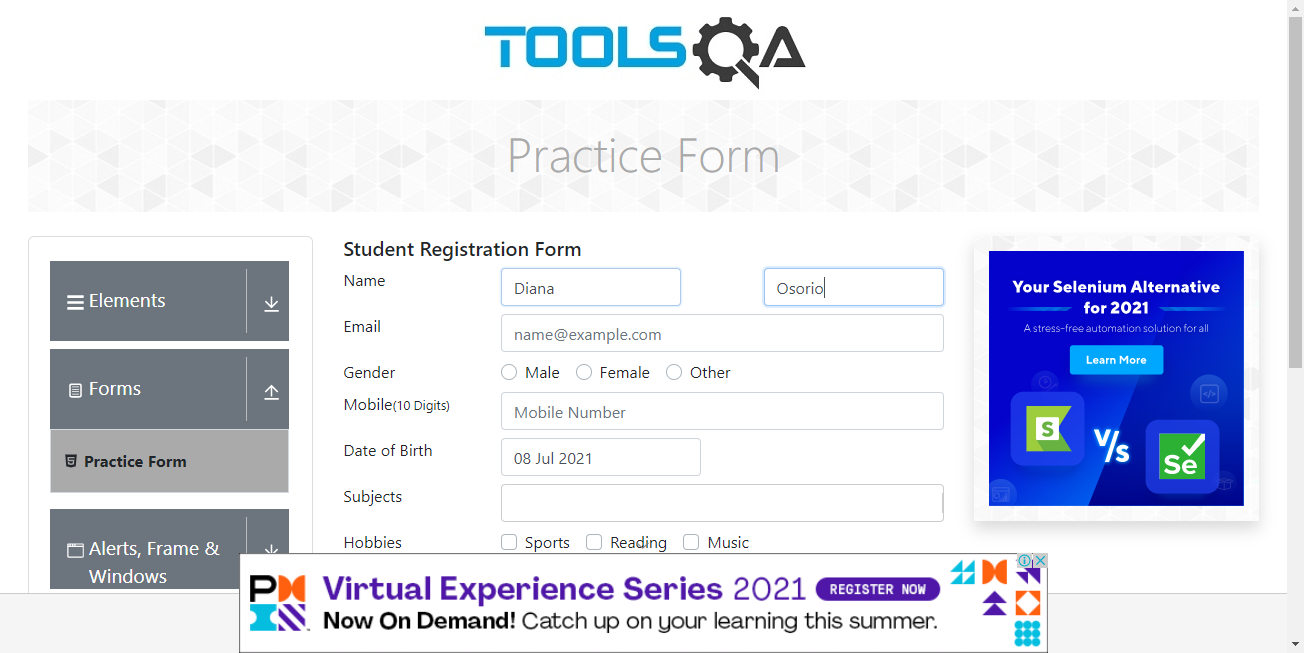 TOOLSQA
Practice Form
Elements
Forms
Practice Form
Alerts, Frame &
Windows
Student Registration Form
Name
Diana
Osorio
Email
name@example.com
Gender
Male
Female
Other
Mobile(10 Digits)
Mobile Number
Date of Birth
08 Jul 2021
Subjects
Hobbies
Sports
Reading
Music
Your Selenium Alternative
for 2021
A stress-free automation solution for all
Learn More
S
V/s
Se
PMI
Virtual Experience Series 2021
REGISTER NOW
Now On Demand! Catch up on your learning this summer.